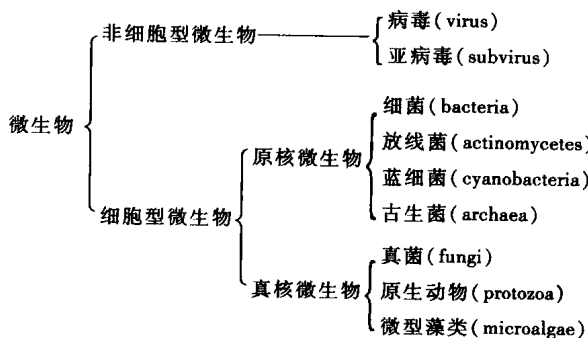 非细胞型微生物
病毒(virus)
亚病毒(subvirus)
微生物
细胞型微生物
原核微生物
细菌(bacteria)
放线菌(actinomycetes)
蓝细菌(cyanobacteria)
古生菌(archaea)
真核微生物
真菌(fungi)
原生动物(protozoa)
微型藻类(microalgae)